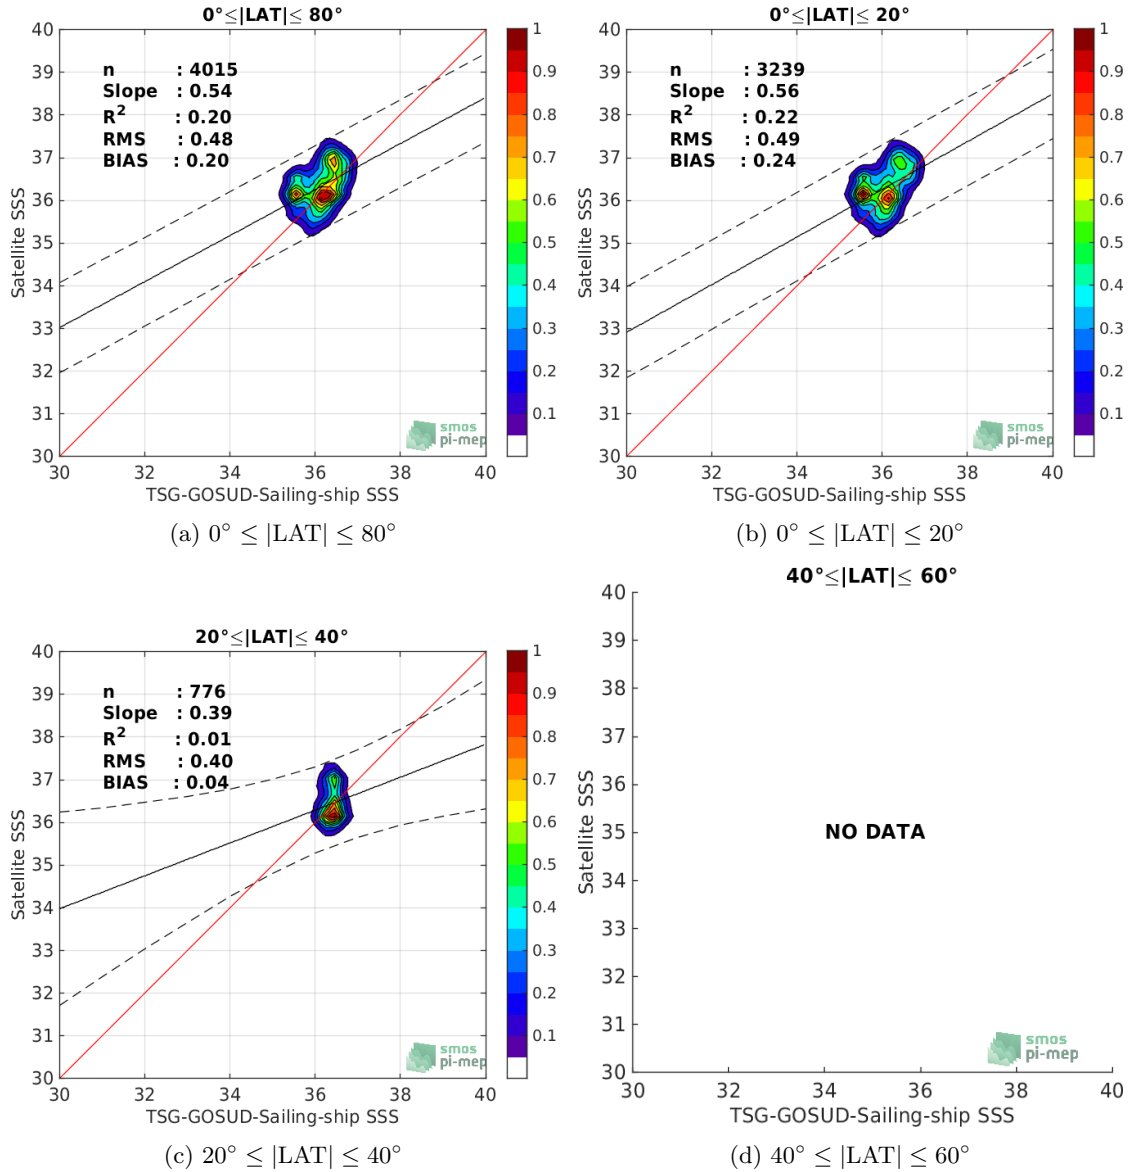 0°≤|LAT|≤ 80°
40
39
38
37
36
35
34
33
32
31
30
30
32
34
36
38
40
Satellite SSS
TSG-GOSUD-Sailing-ship SSS
n : 4015
Slope : 0.54
R2 : 0.20
RMS : 0.48
BIAS : 0.20
1
0.9
0.8
0.7
0.6
0.5
0.4
0.3
0.2
0.1
smos
pi-mep
(a) 0° ≤ |LAT| ≤ 80°
0°≤|LAT|≤ 20°
40
39
38
37
36
35
34
33
32
31
30
30
32
34
36
38
40
Satellite SSS
TSG-GOSUD-Sailing-ship SSS
n : 3239
Slope : 0.56
R2 : 0.22
RMS : 0.49
BIAS : 0.24
1
0.9
0.8
0.7
0.6
0.5
0.4
0.3
0.2
0.1
smos
pi-mep
(b) 0° ≤ |LAT| ≤ 20°
20°≤|LAT|≤ 40°
40
39
38
37
36
35
34
33
32
31
30
30
32
34
36
38
40
Satellite SSS
TSG-GOSUD-Sailing-ship SSS
n : 776
Slope : 0.39
R2 : 0.01
RMS : 0.40
BIAS : 0.04
1
0.9
0.8
0.7
0.6
0.5
0.4
0.3
0.2
0.1
smos
pi-mep
(c) 20° ≤ |LAT| ≤ 40°
40°≤|LAT|≤ 60°
40
39
38
37
36
35
34
33
32
31
30
30
32
34
36
38
40
Satellite SSS
TSG-GOSUD-Sailing-ship SSS
NO DATA
smos
pi-mep
(d) 40° ≤ |LAT| ≤ 60°